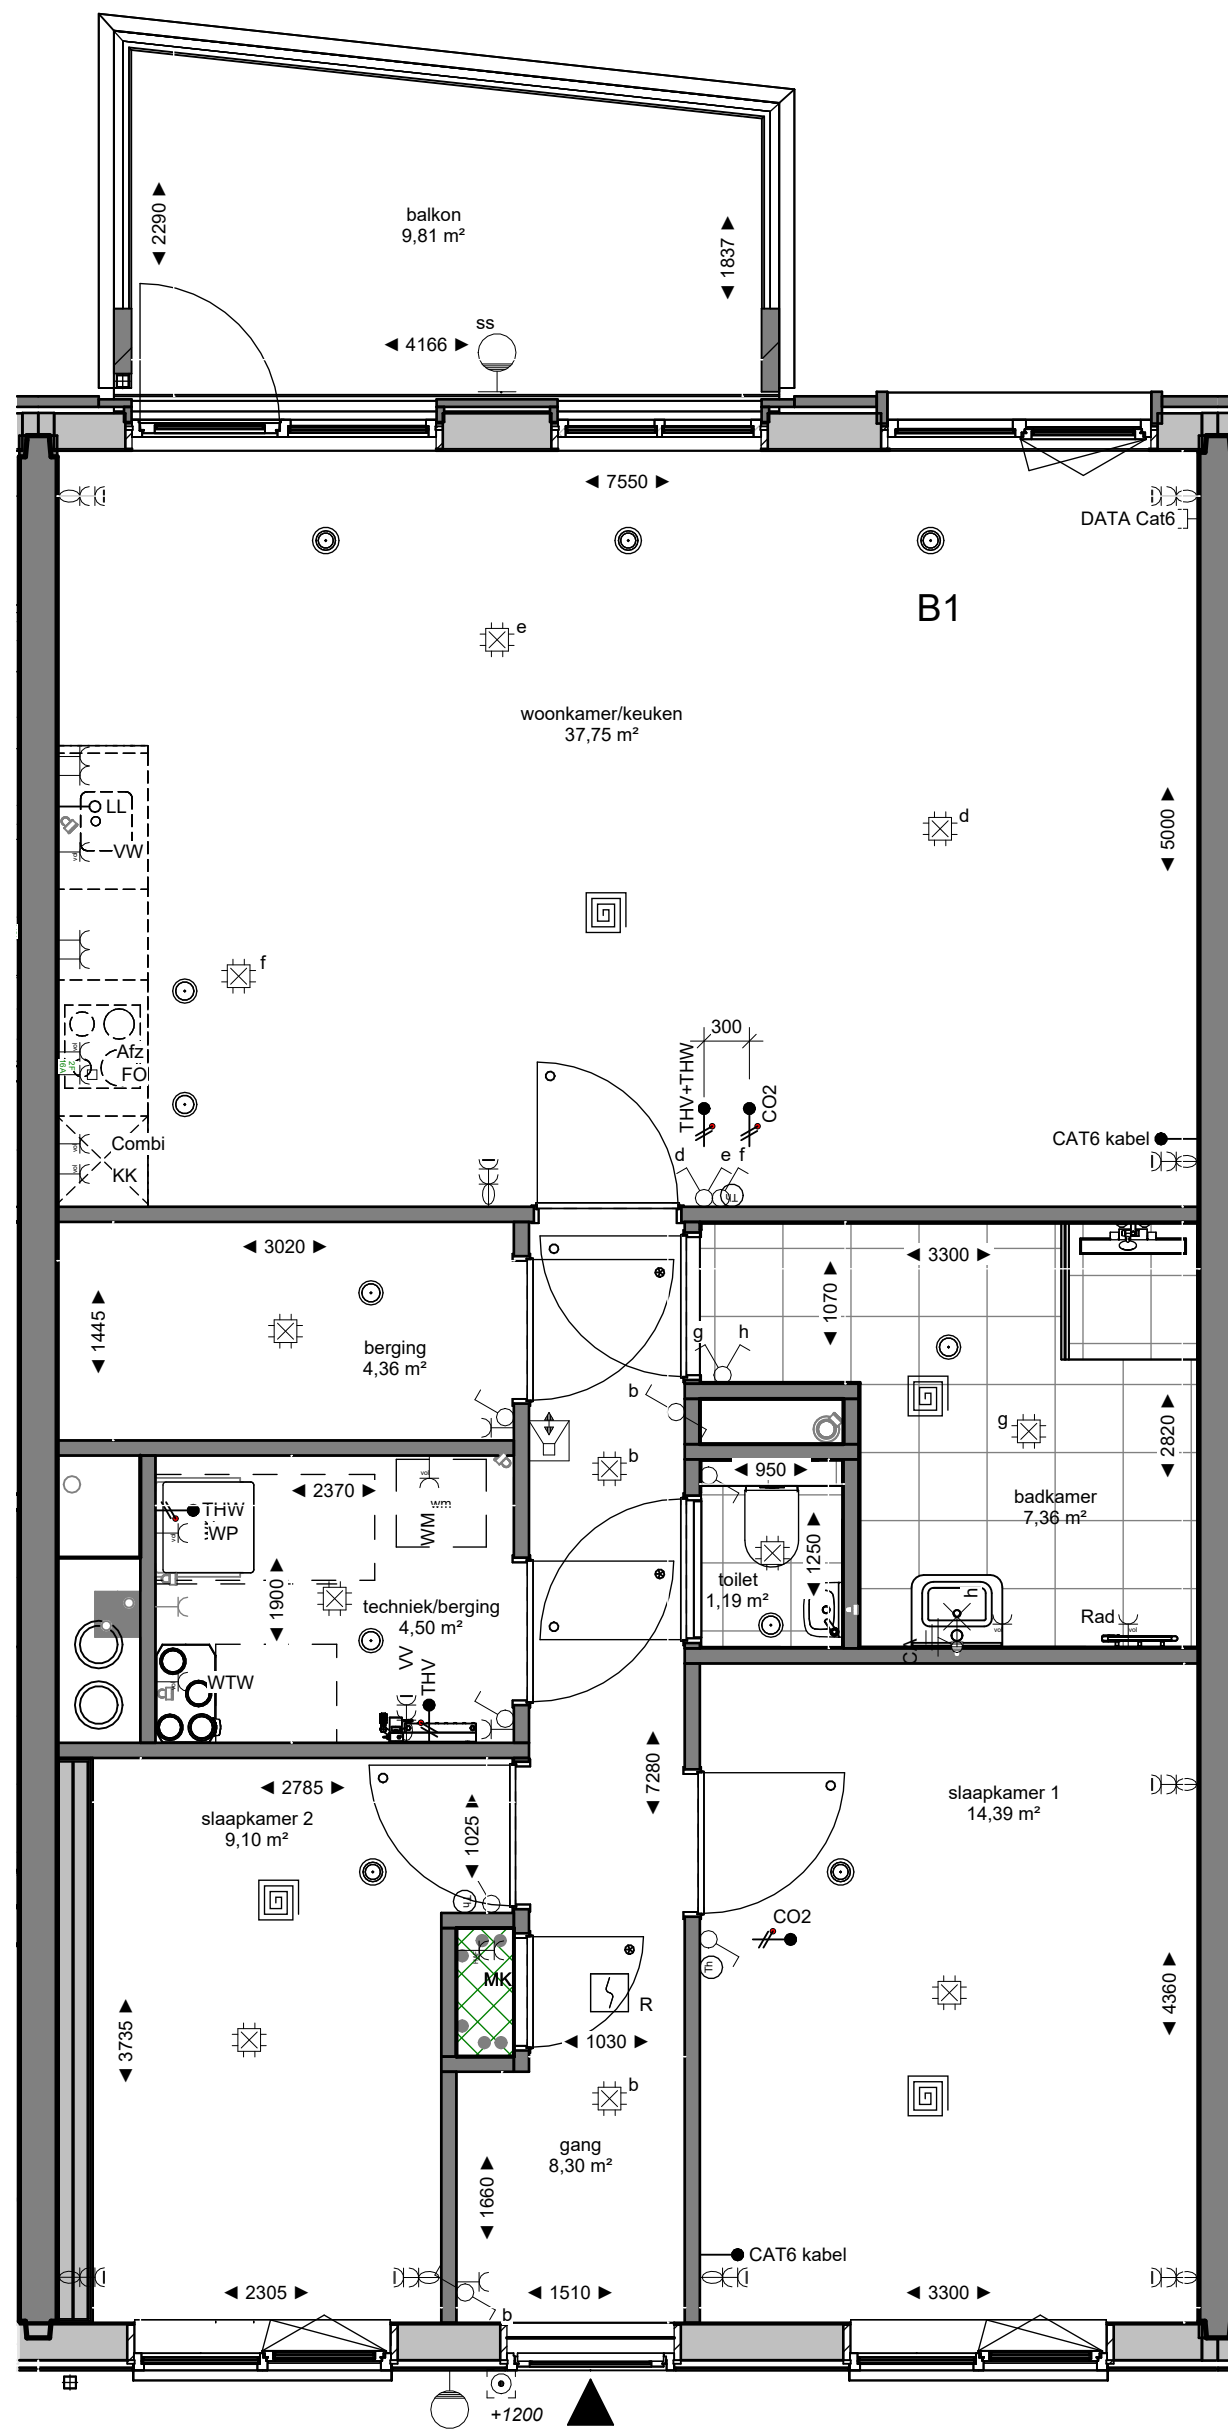 balkon
9,81 m²
2290
1837
4166
ss
7550
DATA Cat6
B1
e
woonkamer/keuken
37,75 m²
LL
VW
d
5000
f
300
Afz
FO
THV+THW
CO2
Combi
KK
CAT6 kabel
d
e f
3020
3300
1070
1445
berging
4,36 m²
g h
b
g
2820
b
950
2370
wm
WM
THW
WP
badkamer
7,36 m²
1250
toilet
1,19 m²
h
1900
techniek/berging
4,50 m²
Rad
VV
THV
WTW
7280
2785
slaapkamer 2
9,10 m²
1025
slaapkamer 1
14,39 m²
CO2
Th
MK
R
1030
4360
3735
b
gang
8,30 m²
1660
CAT6 kabel
2305
1510
3300
b
+1200